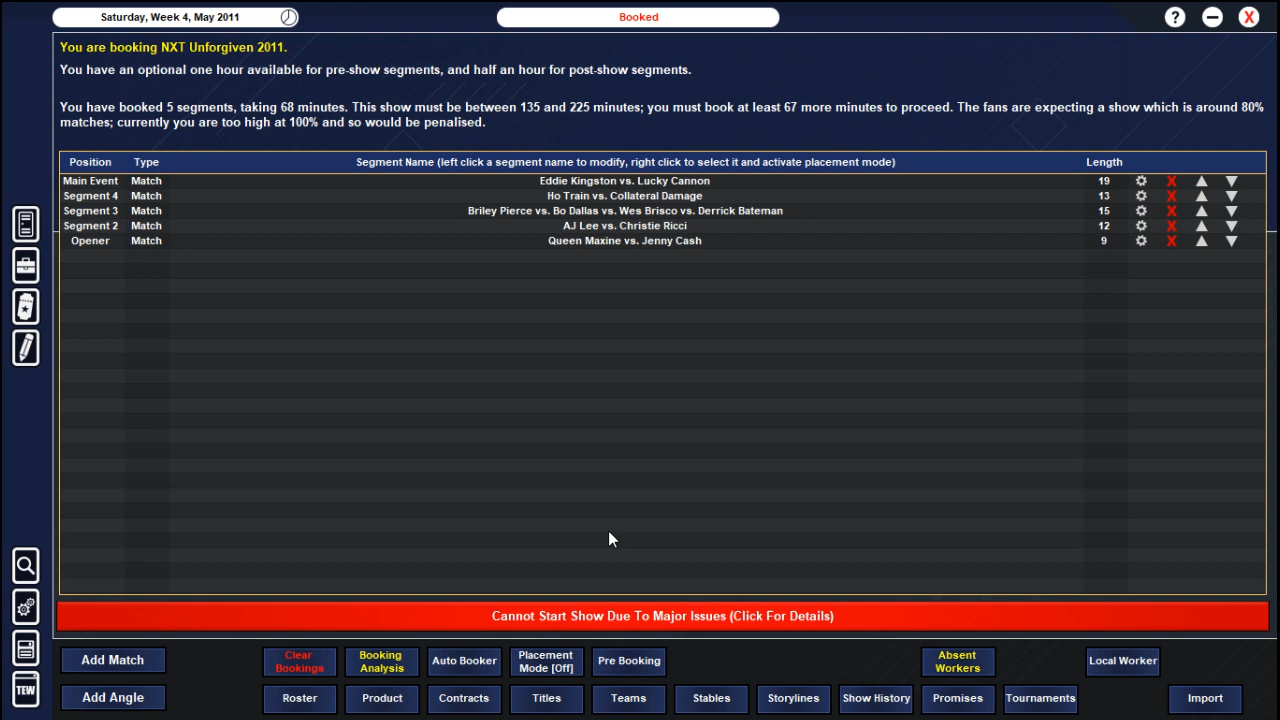 Saturday, Week 4, May 2011
Booked
?
X
You are booking NXT Unforgiven 2011.
You have an optional one hour available for pre-show segments, and half an hour for post-show segments.
You have booked 5 segments, taking 68 minutes. This show must be between 135 and 225 minutes; you must book at least 67 more minutes to proceed. The fans are expecting a show which is around 80%
matches; currently you are too high at 100% and so would be penalised.
Position Type Segment Name (left click a segment name to modify, right click to select it and activate placement mode) Length
Main Event Match Eddie Kingston vs. Lucky Cannon 19 X
Segment 4 Match Ho Train vs. Collateral Damage 13 X
Segment 3 Match Briley Pierce vs. Bo Dallas vs. Wes Brisco vs. Derrick Bateman 15 X
Segment 2 Match AJ Lee vs. Christie Ricci 12 X
Opener Match Queen Maxine vs. Jenny Cash 9 X
Cannot Start Show Due To Major Issues (Click For Details)
Add Match
Clear Bookings
Booking Analysis
Auto Booker
Placement Mode [Off]
Pre Booking
Absent Workers
Local Worker
TEW
Add Angle
Roster
Product
Contracts
Titles
Teams
Stables
Storylines
Show History
Promises
Tournaments
Import